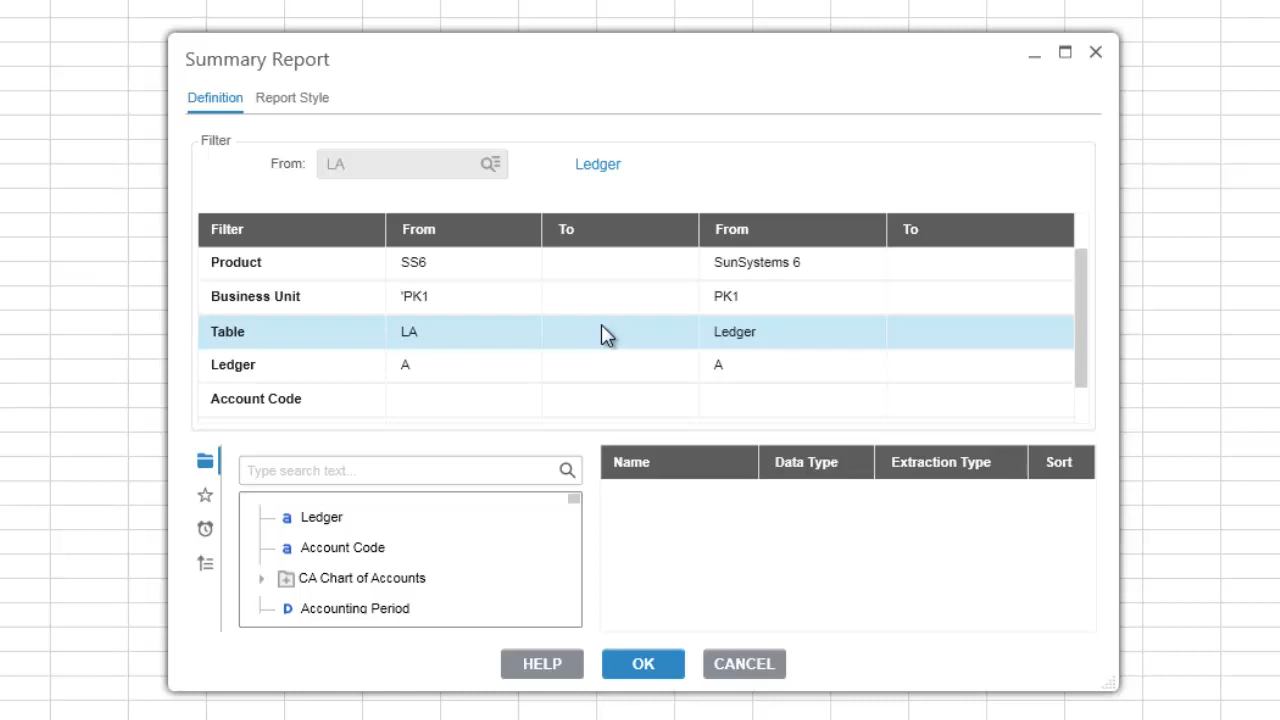 Summary Report
Definition Report Style
Filter
From: LA Ledger
Filter From To From To
Product SS6 SunSystems 6
Business Unit 'PK1 PK1
Table LA Ledger
Ledger A A
Account Code
Type search text...
Name Data Type Extraction Type Sort
a Ledger
a Account Code
CA Chart of Accounts
D Accounting Period
HELP OK CANCEL